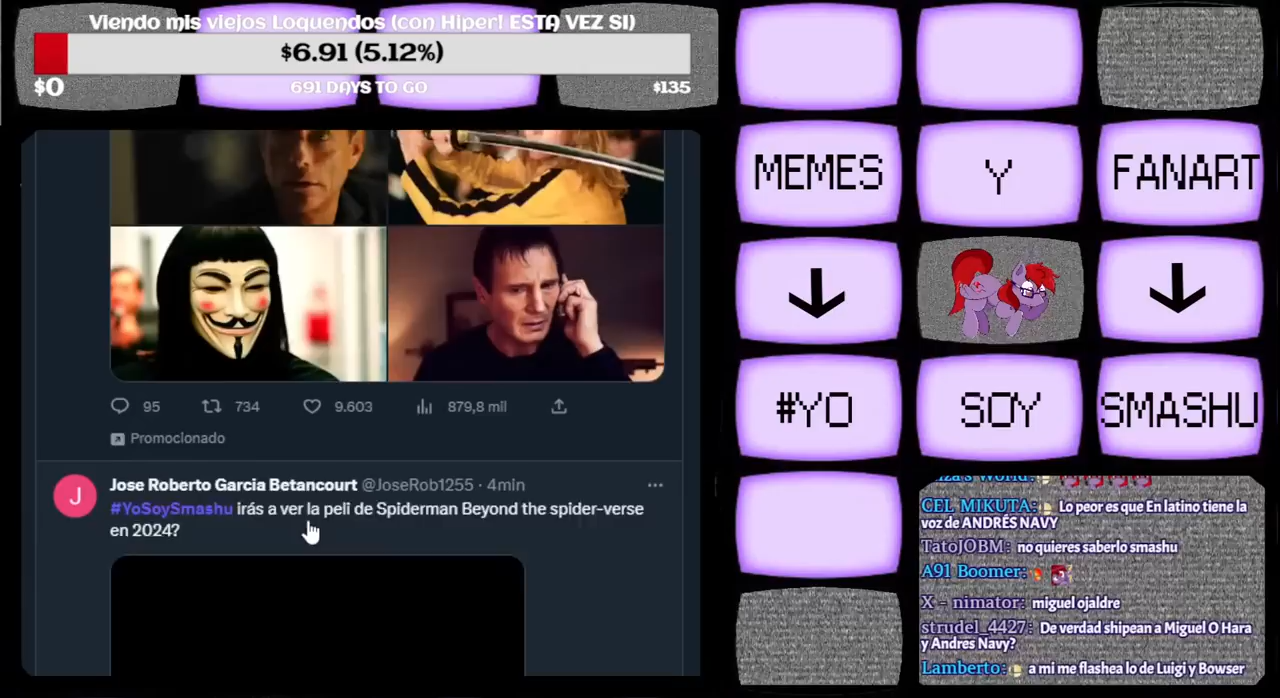 Viendo mis viejos Loquendos (con Hiper! ESTA VEZ SI)
$6.91 (5.12%)
$0
691 DAYS TO GO
$135
MEMES Y FANART
#YO SOY SMASHU
95 734 9.603 879,8 mil
Promocionado
J
Jose Roberto Garcia Betancourt @JoseRob1255 · 4min
#YoSoySmashu irás a ver la peli de Spiderman Beyond the spider-verse
en 2024?
World:
CEL MIKUTA: Lo peor es que En latino tiene la
voz de ANDRÉS NAVY
TatoJOBM: no quieres saberlo smashu
A91 Boomer:
X - nimator: miguel ojaldre
strudel_4427: De verdad shipean a Miguel O Hara
y Andres Navy?
Lamberto: a mi me flashea lo de Luigi y Bowser